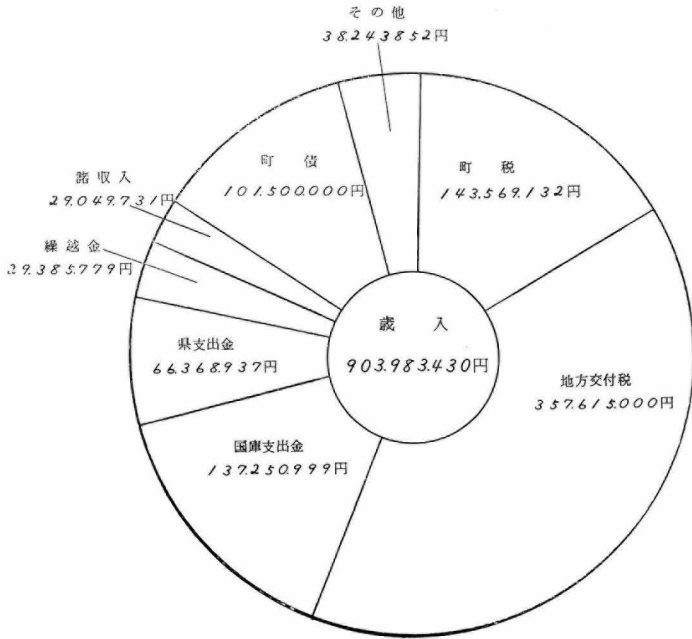 その他
38.243852円
町税
143.569.132円
町債
101.500.000円
諸収入
29.049.731円
繰越金
29.385.779円
県支出金
66.368.937円
歳入
903.983.430円
地方交付税
357.615.000円
国庫支出金
137.250.999円